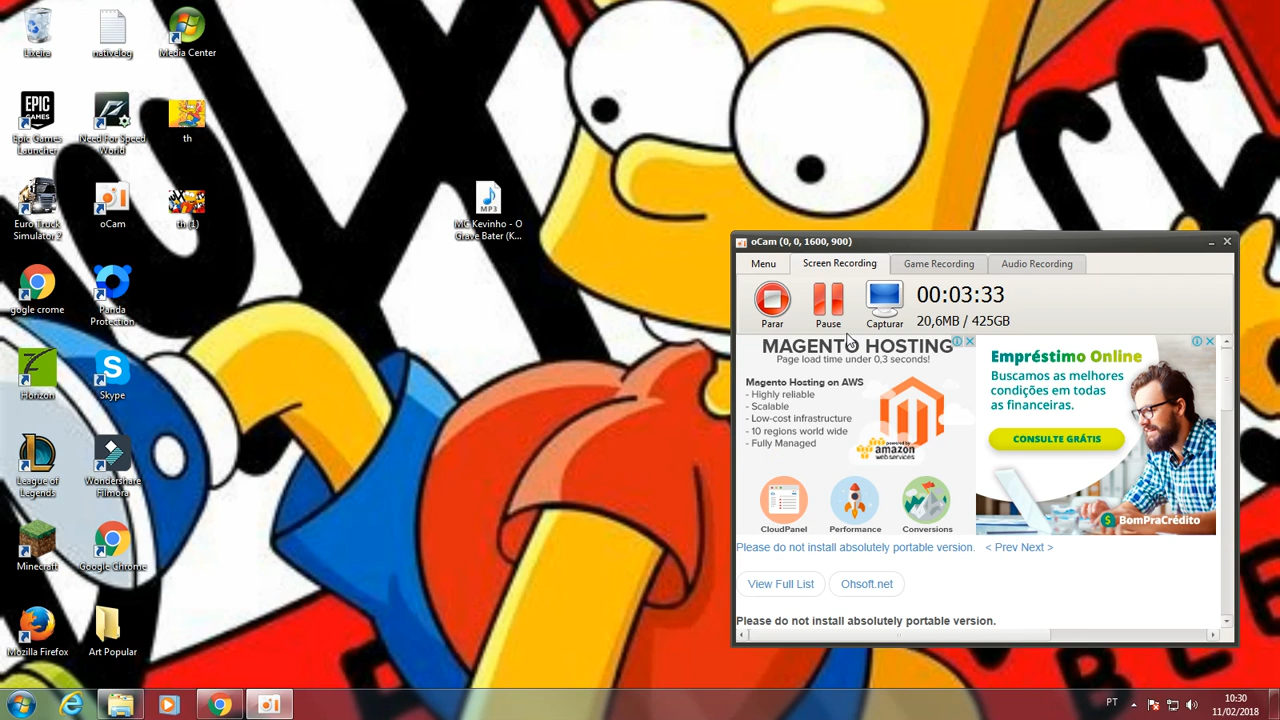 Lixeira
nativelog
Media Center
EPIC
GAMES
Epic Games
Launcher
Need For Speed
World
th
Euro Truck
Simulator 2
oCam
th (1)
MP3
MC Kevinho - O
Grave Bater (K...
gogle crome
Panda
Protection
Horizon
Skype
League of
Legends
Wondershare
Filmora
Minecraft
Google Chrome
Mozilla Firefox
Art Popular
oCam (0, 0, 1600, 900)
Menu
Screen Recording
Game Recording
Audio Recording
Parar
Pause
Capturar
00:03:33
20,6MB / 425GB
MAGENTO HOSTING
Page load time under 0,3 seconds!
Magento Hosting on AWS
- Highly reliable
- Scalable
- Low-cost infrastructure
- 10 regions world wide
- Fully Managed
powered by
amazon
web services
CloudPanel
Performance
Conversions
Empréstimo Online
Buscamos as melhores
condições em todas
as financeiras.
CONSULTE GRÁTIS
BomPraCrédito
Please do not install absolutely portable version.
< Prev Next >
View Full List
Ohsoft.net
Please do not install absolutely portable version.
PT
10:30
11/02/2018